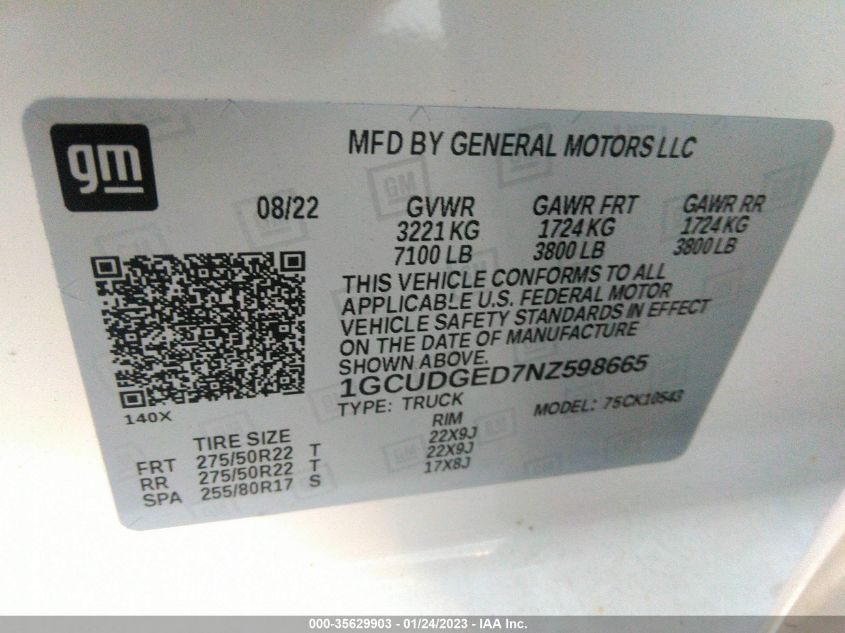 gm
MFD BY GENERAL MOTORS LLC
08/22 GVWR GAWR FRT GAWR RR
3221 KG 1724 KG 1724 KG
7100 LB 3800 LB 3800 LB
THIS VEHICLE CONFORMS TO ALL
APPLICABLE U.S. FEDERAL MOTOR
VEHICLE SAFETY STANDARDS IN EFFECT
ON THE DATE OF MANUFACTURE
SHOWN ABOVE.
1GCUDGED7NZ598665
140X
TYPE: TRUCK MODEL: 75CK10543
TIRE SIZE RIM
FRT 275/50R22 T 22X9J
RR 275/50R22 T 22X9J
SPA 255/80R17 S 17X8J
000-35629903 - 01/24/2023 - IAA Inc.